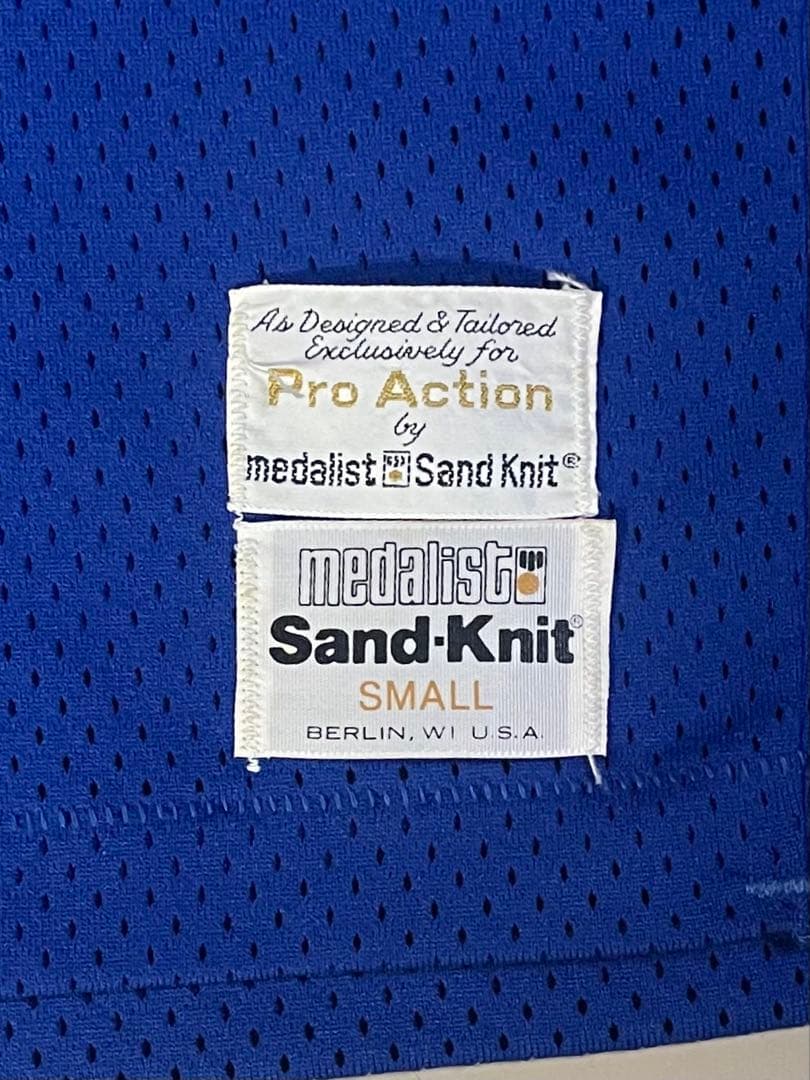 As Designed & Tailored
Exclusively for
Pro Action
by
medalist Sand Knit®
medalist
Sand-Knit®
SMALL
BERLIN, WI U.S.A.